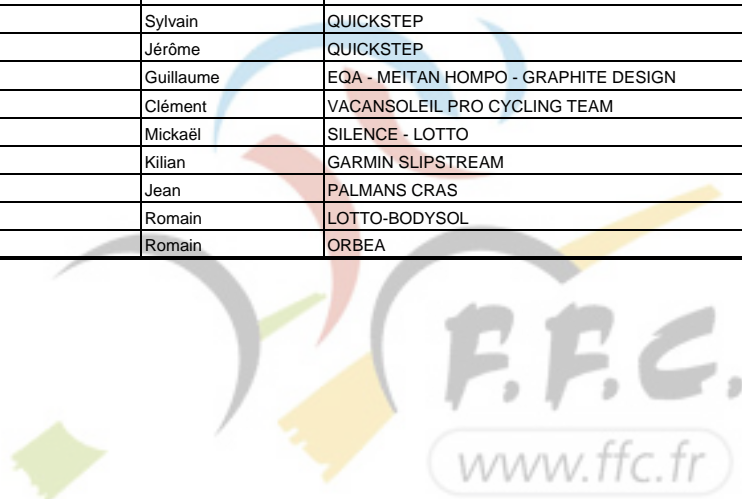 Sylvain QUICKSTEP
Jérôme QUICKSTEP
Guillaume EQA - MEITAN HOMPO - GRAPHITE DESIGN
Clément VACANSOLEIL PRO CYCLING TEAM
Mickaël SILENCE - LOTTO
Kilian GARMIN SLIPSTREAM
Jean PALMANS CRAS
Romain LOTTO-BODYSOL
Romain ORBEA
F.F.C.
www.ffc.fr